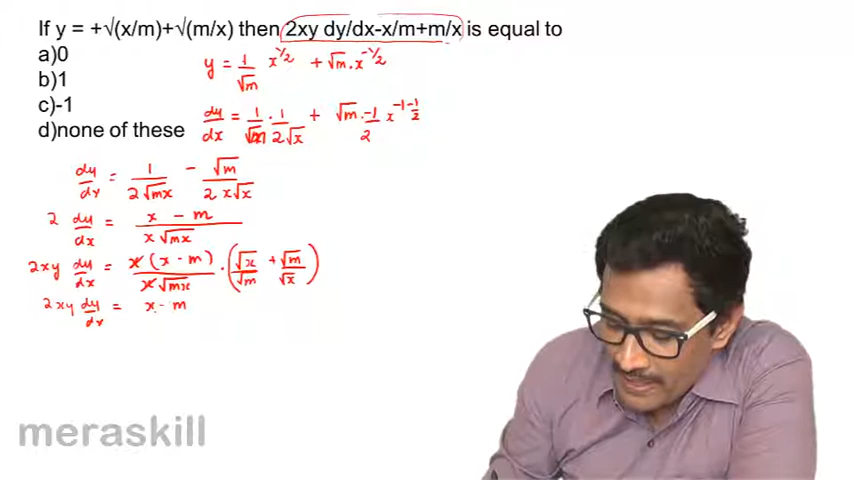 If y = +√(x/m)+√(m/x) then 2xy dy/dx-x/m+m/x is equal to
a)0
b)1
c)-1
d)none of these
y = 1/√m x^1/2 + √m . x^-1/2
dy/dx = 1/√m . 1/2√x + √m . -1/2 x^-1-1/2
dy/dx = 1/2√mx - √m/2x√x
2 dy/dx = x - m/x√mx
2xy dy/dx = x(x - m)/x√mx . (√x/√m + √m/√x)
2xy dy/dx = x - m
meraskill